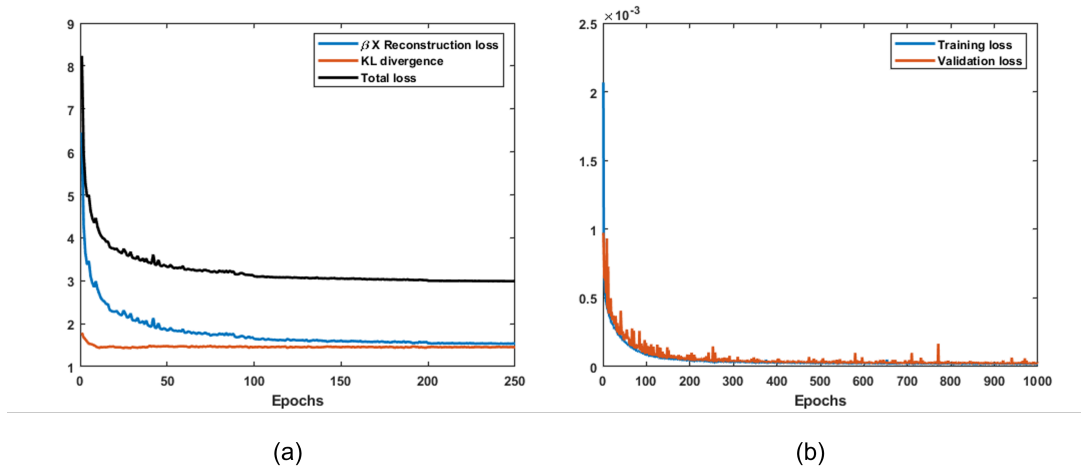 9
8
7
6
5
4
3
2
1
0 50 100 150 200 250
Epochs
β X Reconstruction loss
KL divergence
Total loss
(a)
×10⁻³
2.5
2
1.5
1
0.5
0
0 100 200 300 400 500 600 700 800 900 1000
Epochs
Training loss
Validation loss
(b)